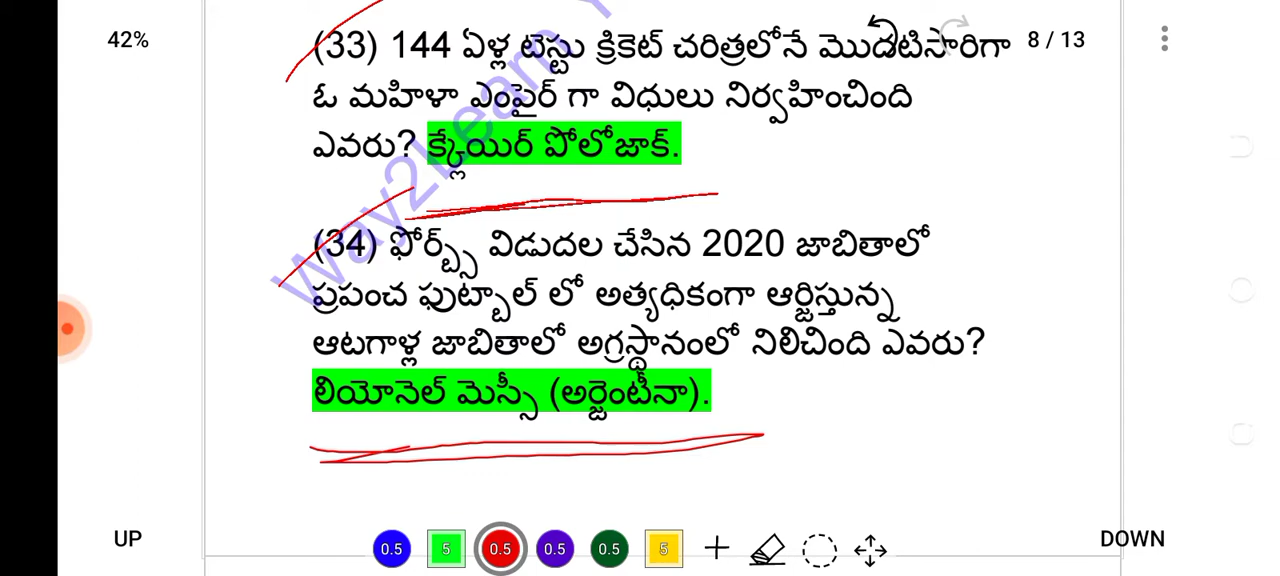 42%
(33) 144 ఏళ్ల టెస్టు క్రికెట్ చరిత్రలోనే మొదటిసారిగా
8 / 13
ఓ మహిళా ఎంపైర్ గా విధులు నిర్వహించింది
ఎవరు? క్క్లేయిర్ పోలోజాక్.
(34) ఫోర్బ్స్ విడుదల చేసిన 2020 జాబితాలో
ప్రపంచ ఫుట్బాల్ లో అత్యధికంగా ఆర్జిస్తున్న
ఆటగాళ్ల జాబితాలో అగ్రస్థానంలో నిలిచింది ఎవరు?
లియోనెల్ మెస్సీ (అర్జెంటీనా).
Way2Learn Y
UP
DOWN
0.5 5 0.5 0.5 0.5 5